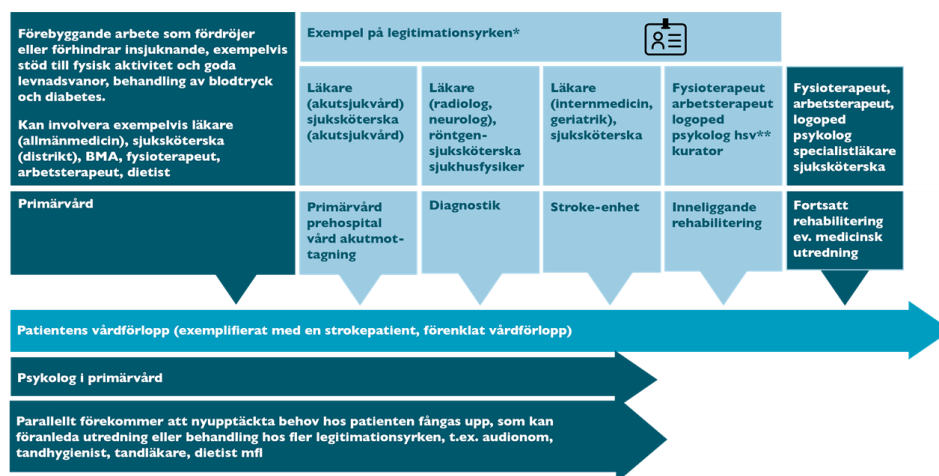 Förebyggande arbete som fördröjer
eller förhindrar insjuknande, exempelvis
stöd till fysisk aktivitet och goda
levnadsvanor, behandling av blodtryck
och diabetes.
Kan involvera exempelvis läkare
(allmänmedicin), sjuksköterska
(distrikt), BMA, fysioterapeut,
arbetsterapeut, dietist
Exempel på legitimationsyrken*
Läkare
(akutsjukvård)
sjuksköterska
(akutsjukvård)
Läkare
(radiolog,
neurolog),
röntgen-
sjuksköterska
sjukhusfysiker
Läkare
(internmedicin,
geriatrik),
sjuksköterska
Fysioterapeut
arbetsterapeut
logoped
psykolog hsv**
kurator
Fysioterapeut,
arbetsterapeut,
logoped
psykolog
specialistläkare
sjuksköterska
Primärvård
Primärvård
prehospital
vård akutmot-
tagning
Diagnostik
Stroke-enhet
Inneliggande
rehabilitering
Fortsatt
rehabilitering
ev. medicinsk
utredning
Patientens vårdförlopp (exemplifierat med en strokepatient, förenklat vårdförlopp)
Psykolog i primärvård
Parallellt förekommer att nyupptäckta behov hos patienten fångas upp, som kan
föranleda utredning eller behandling hos fler legitimationsyrken, t.ex. audionom,
tandhygienist, tandläkare, dietist mfl